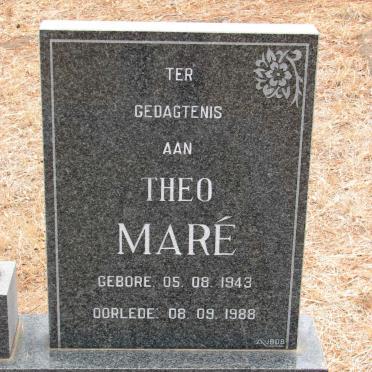 TER
GEDAGTENIS
AAN
THEO
MARÉ
GEBORE 05. 08. 1943
OORLEDE 08. 09. 1988